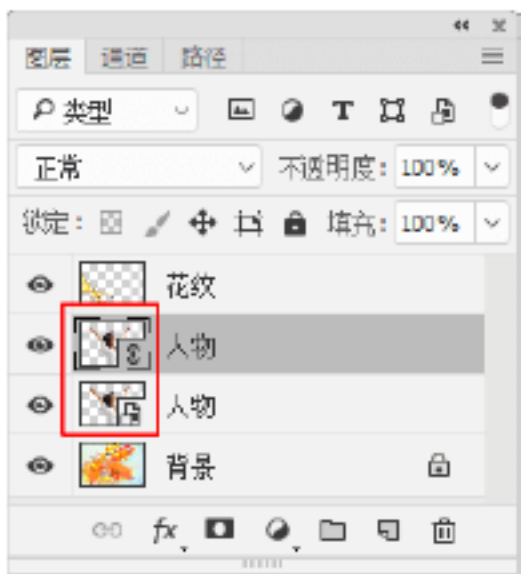 图层 通道 路径
类型 T
正常 不透明度: 100%
锁定: 填充: 100%
花纹
人物
人物
背景
fx